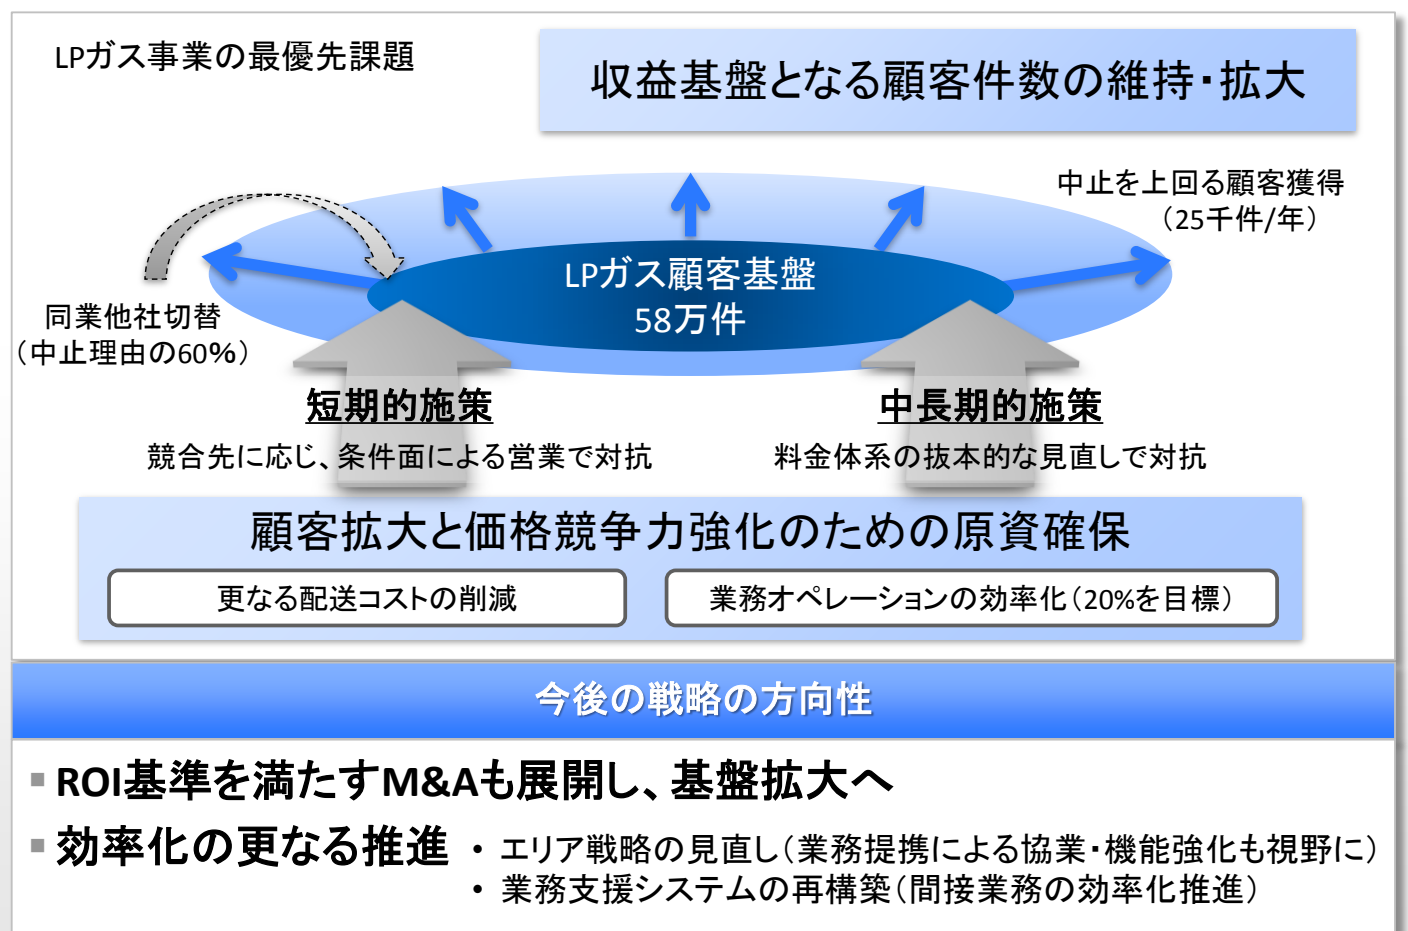 LPガス事業の最優先課題
収益基盤となる顧客件数の維持・拡大
中止を上回る顧客獲得
（25千件/年）
LPガス顧客基盤
58万件
同業他社切替
（中止理由の60％）
短期的施策
競合先に応じ、条件面による営業で対抗
中長期的施策
料金体系の抜本的な見直しで対抗
顧客拡大と価格競争力強化のための原資確保
更なる配送コストの削減
業務オペレーションの効率化（20%を目標）
今後の戦略の方向性
▪ ROI基準を満たすM&Aも展開し、基盤拡大へ
▪ 効率化の更なる推進
• エリア戦略の見直し（業務提携による協業・機能強化も視野に）
• 業務支援システムの再構築（間接業務の効率化推進）